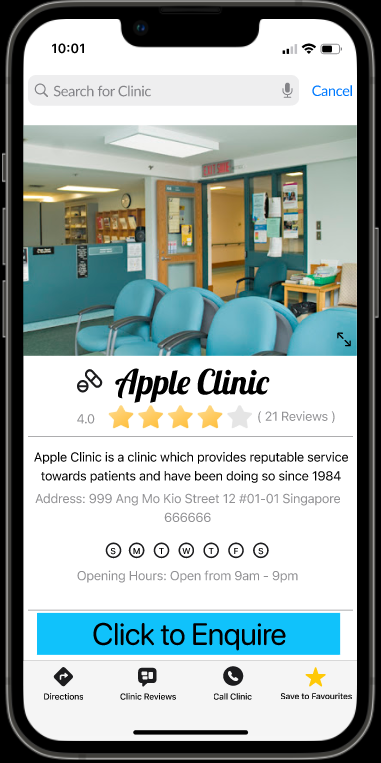 10:01
Search for Clinic
Cancel
Apple Clinic
4.0
( 21 Reviews )
Apple Clinic is a clinic which provides reputable service
towards patients and have been doing so since 1984
Address: 999 Ang Mo Kio Street 12 #01-01 Singapore
666666
S M T W T F S
Opening Hours: Open from 9am - 9pm
Click to Enquire
Directions
Clinic Reviews
Call Clinic
Save to Favourites